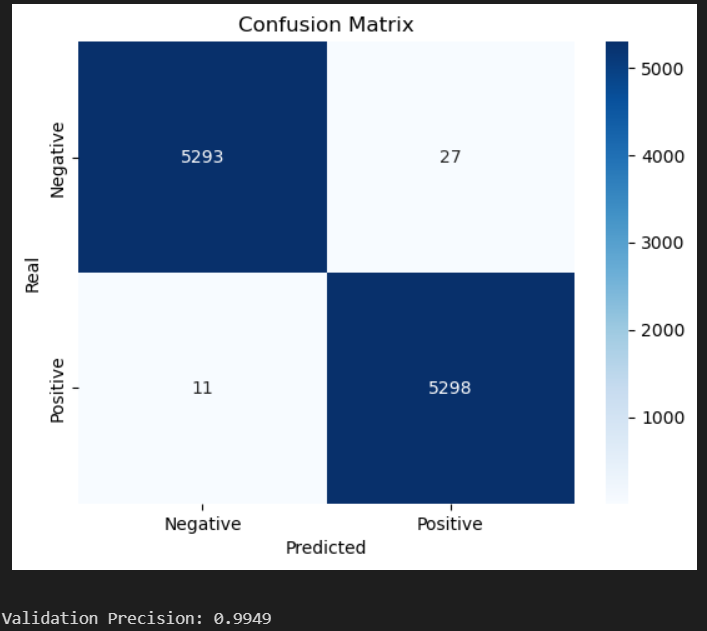 Confusion Matrix
Negative
5293
27
5000
4000
3000
2000
1000
Real
Positive
11
5298
Negative
Positive
Predicted
Validation Precision: 0.9949